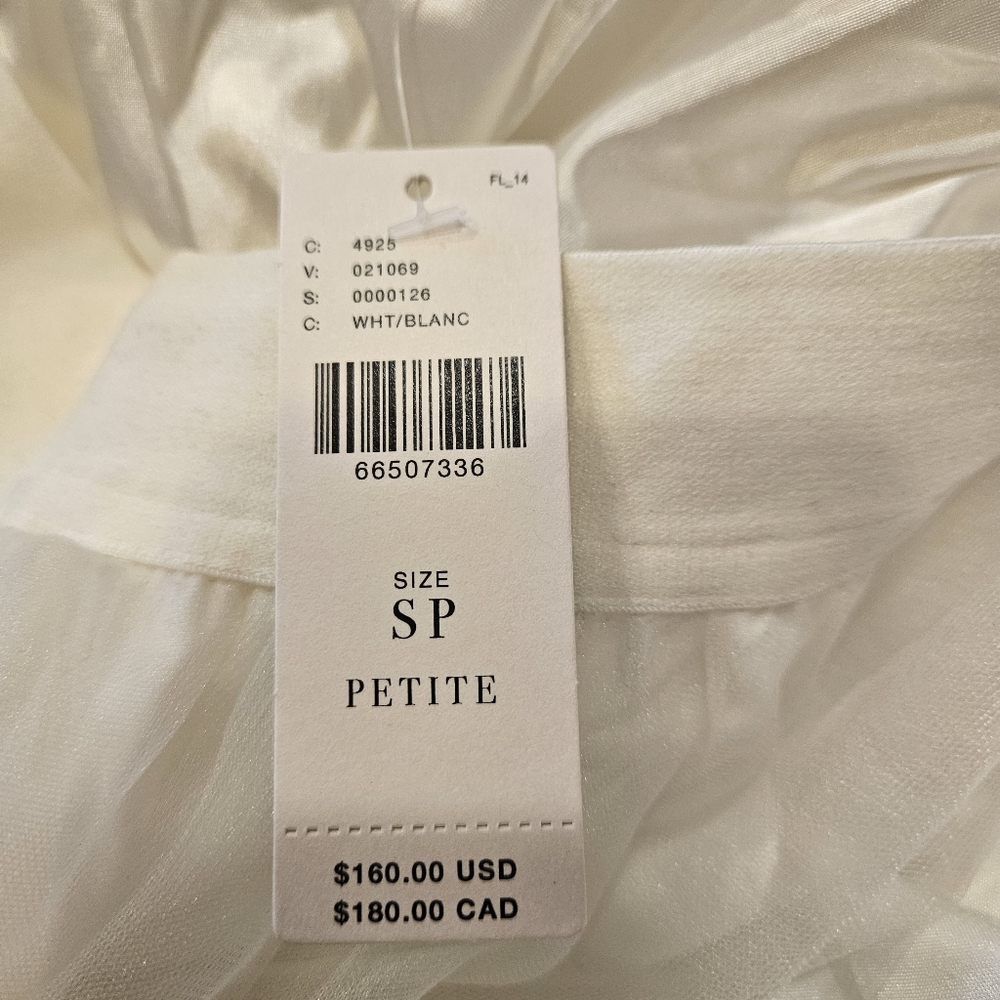 FL_14
C: 4925
V: 021069
S: 0000126
C: WHT/BLANC
66507336
SIZE
SP
PETITE
$160.00 USD
$180.00 CAD